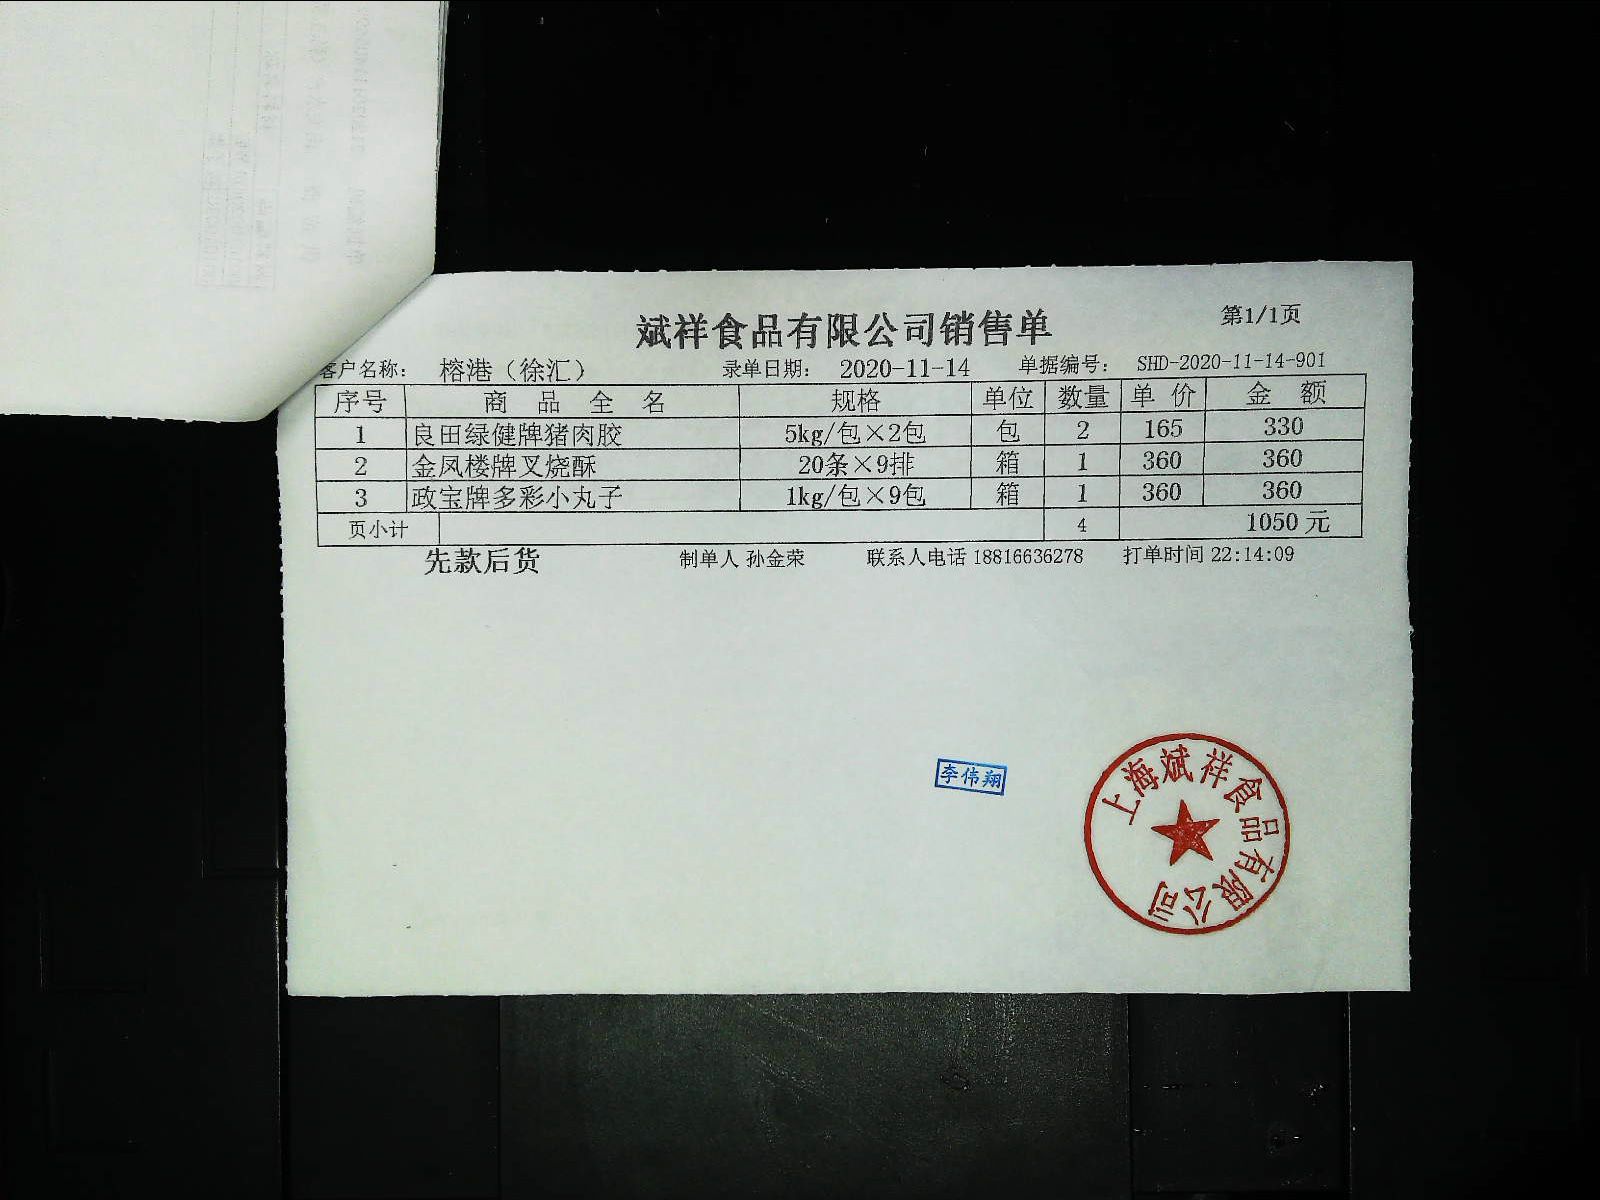 斌祥食品有限公司销售单 第1/1页
客户名称： 榕港（徐汇） 录单日期： 2020-11-14 单据编号： SHD-2020-11-14-901
序号 商 品 全 名 规格 单位 数量 单 价 金 额
1 良田绿健牌猪肉胶 5kg/包×2包 包 2 165 330
2 金凤楼牌叉烧酥 20条×9排 箱 1 360 360
3 政宝牌多彩小丸子 1kg/包×9包 箱 1 360 360
页小计 4 1050 元
先款后货 制单人 孙金荣 联系人电话 18816636278 打单时间 22:14:09
李伟翔
上海斌祥食品有限公司